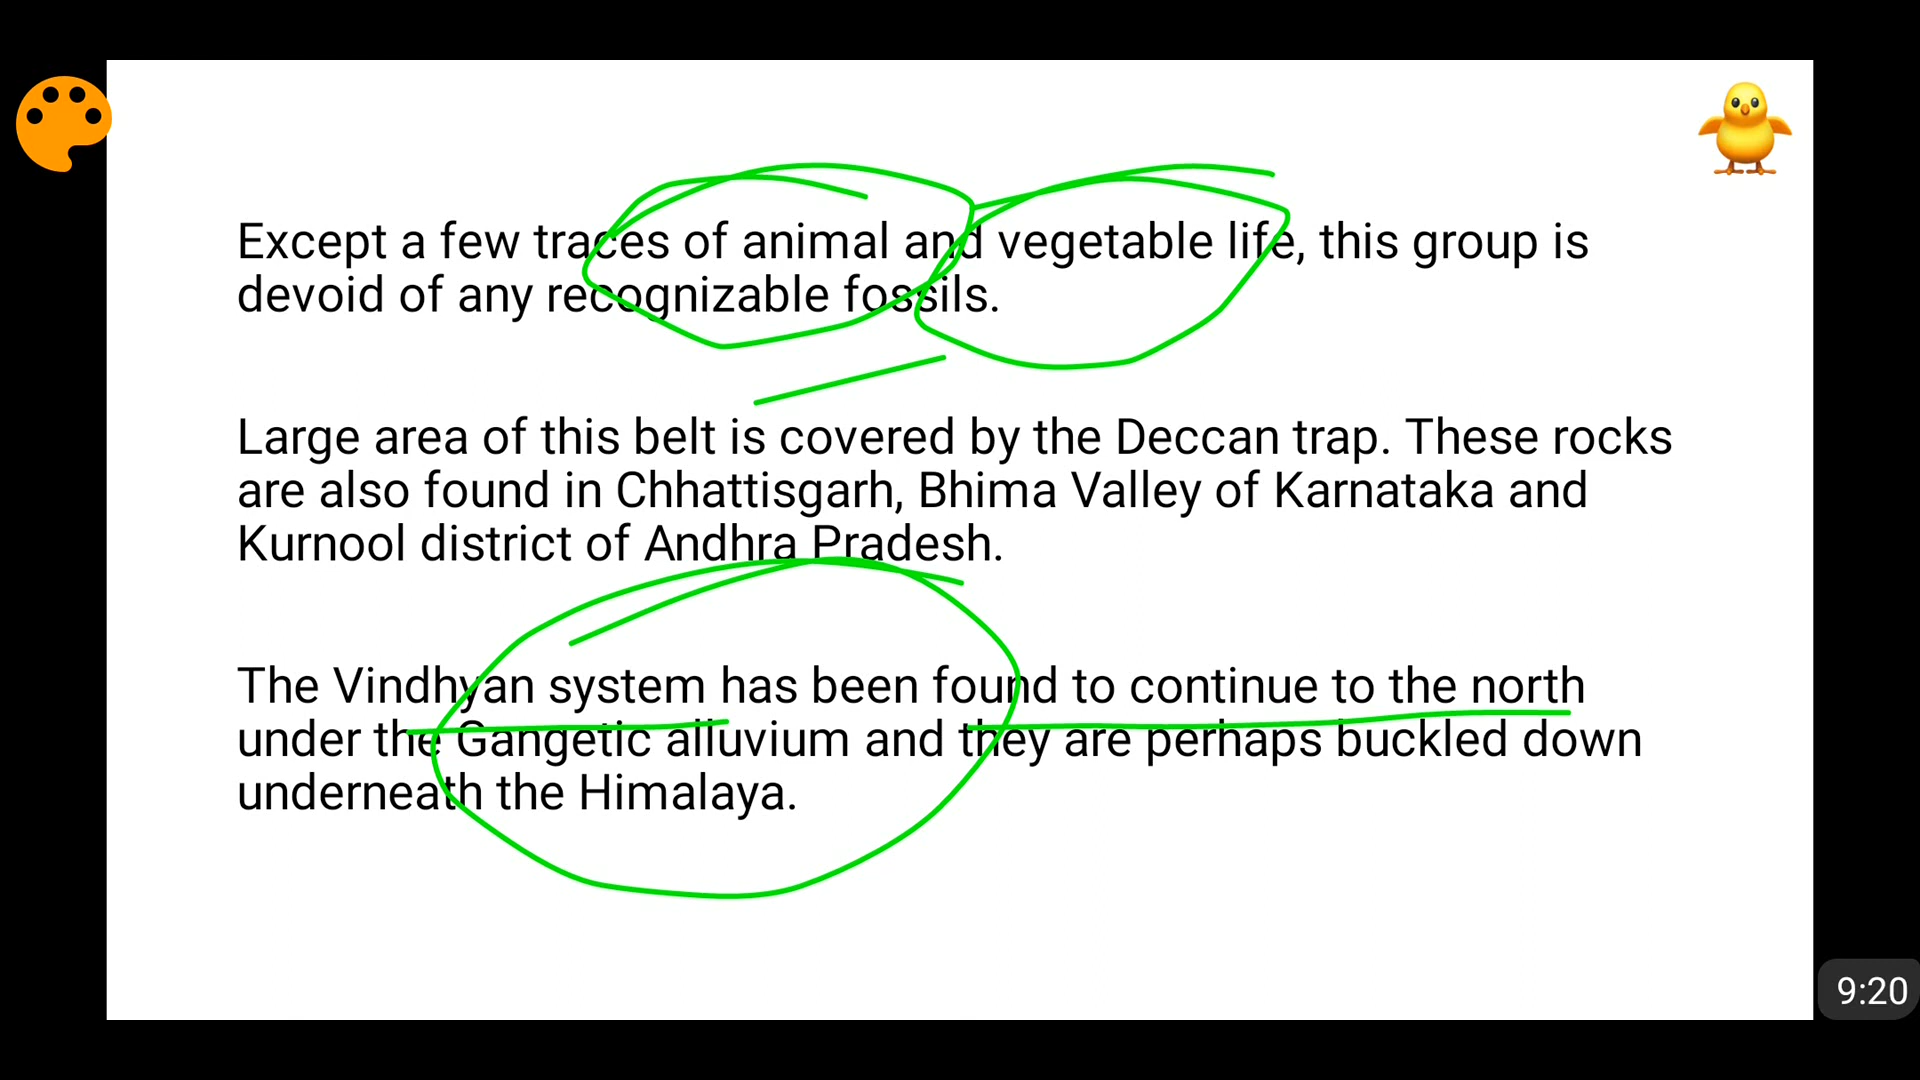 Except a few traces of animal and vegetable life, this group is
devoid of any recognizable fossils.
Large area of this belt is covered by the Deccan trap. These rocks
are also found in Chhattisgarh, Bhima Valley of Karnataka and
Kurnool district of Andhra Pradesh.
The Vindhyan system has been found to continue to the north
under the Gangetic alluvium and they are perhaps buckled down
underneath the Himalaya.
9:20